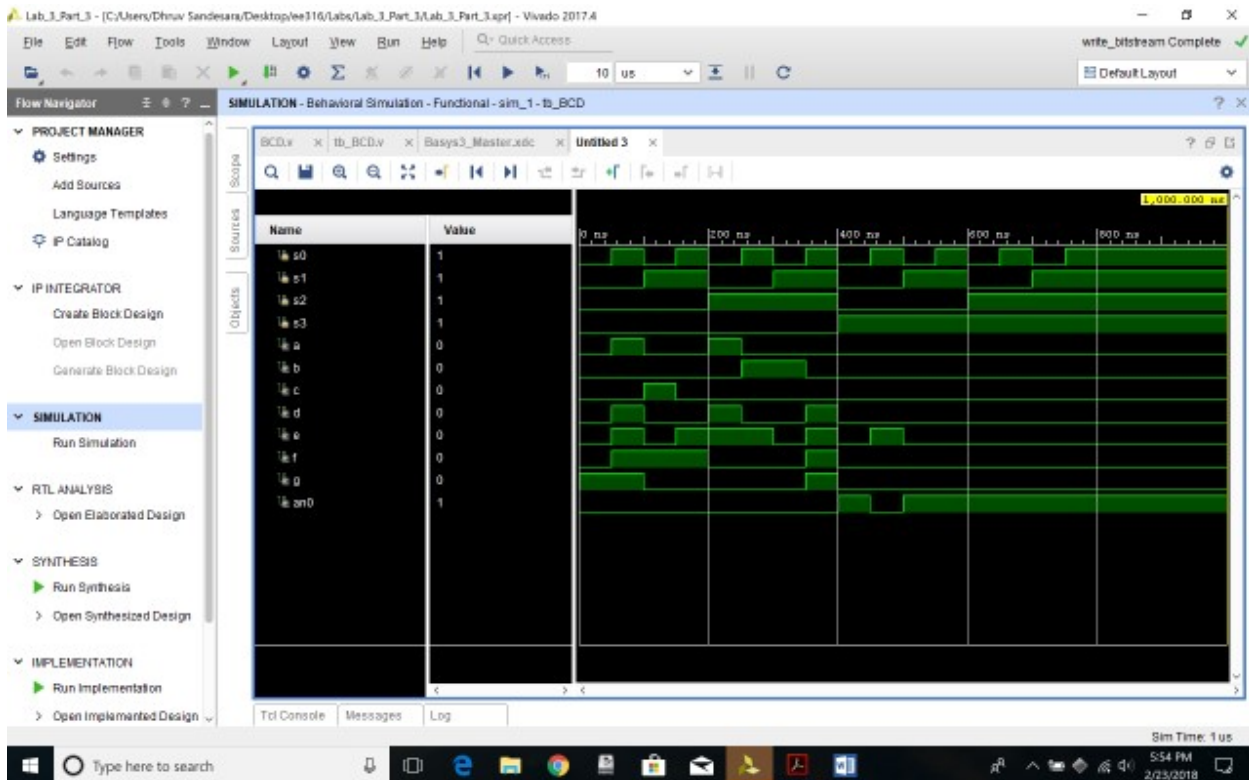 Lab_3_Part_3 - [C:/Users/Dhruv Sandesara/Desktop/ee316/Labs/Lab_3_Part_3/Lab_3_Part_3.xpr] - Vivado 2017.4
File Edit Flow Tools Window Layout View Run Help Quick Access
write_bitstream Complete
10 us
Default Layout
Flow Navigator
SIMULATION - Behavioral Simulation - Functional - sim_1 - tb_BCD
PROJECT MANAGER
Settings
Add Sources
Language Templates
IP Catalog
IP INTEGRATOR
Create Block Design
Open Block Design
Generate Block Design
SIMULATION
Run Simulation
RTL ANALYSIS
Open Elaborated Design
SYNTHESIS
Run Synthesis
Open Synthesized Design
IMPLEMENTATION
Run Implementation
Open Implemented Design
Scope
Sources
Objects
BCD.v tb_BCD.v Basys3_Master.xdc Untitled 3
1,000.000 ns
Name Value
0 ns 200 ns 400 ns 600 ns 800 ns
s0 1
s1 1
s2 1
s3 1
a 0
b 0
c 0
d 0
e 0
f 0
g 0
an0 1
Tcl Console Messages Log
Sim Time: 1 us
Type here to search
5:54 PM
2/23/2018